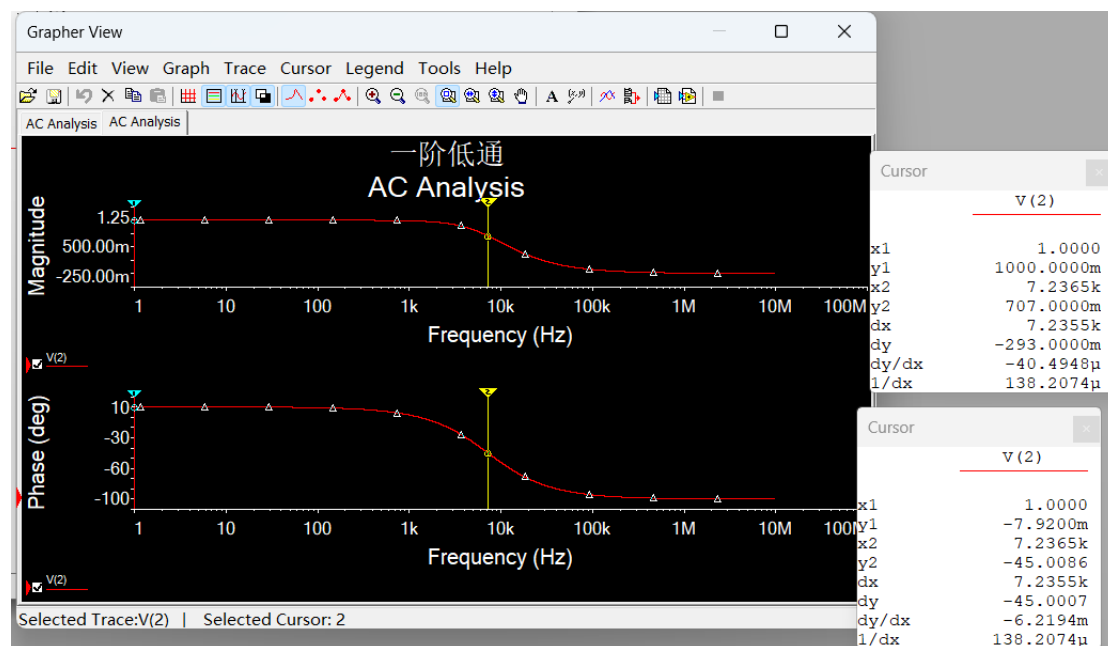 Grapher View
File Edit View Graph Trace Cursor Legend Tools Help
A
AC Analysis AC Analysis
一阶低通
AC Analysis
Magnitude
1.25
500.00m
-250.00m
1 10 100 1k 10k 100k 1M 10M 100M
Frequency (Hz)
V(2)
Phase (deg)
10
-30
-60
-100
1 10 100 1k 10k 100k 1M 10M 100
Frequency (Hz)
V(2)
Selected Trace:V(2) | Selected Cursor: 2
Cursor
V(2)
x1 1.0000
y1 1000.0000m
x2 7.2365k
y2 707.0000m
dx 7.2355k
dy -293.0000m
dy/dx -40.4948µ
1/dx 138.2074µ
Cursor
V(2)
x1 1.0000
y1 -7.9200m
x2 7.2365k
y2 -45.0086
dx 7.2355k
dy -45.0007
dy/dx -6.2194m
1/dx 138.2074µ